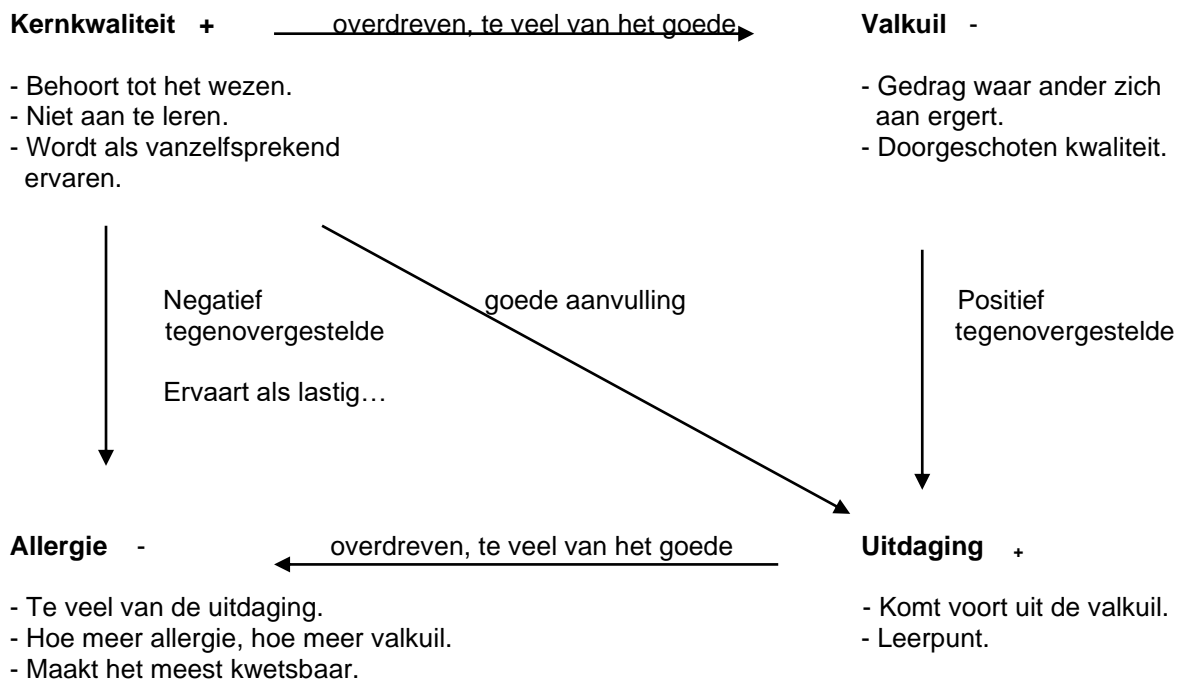 Kernkwaliteit + overdreven, te veel van het goede Valkuil -
- Behoort tot het wezen.
- Niet aan te leren.
- Wordt als vanzelfsprekend
ervaren.
- Gedrag waar ander zich
aan ergert.
- Doorgeschoten kwaliteit.
Negatief
tegenovergestelde
Ervaart als lastig…
goede aanvulling
Positief
tegenovergestelde
Allergie - overdreven, te veel van het goede Uitdaging +
- Te veel van de uitdaging.
- Hoe meer allergie, hoe meer valkuil.
- Maakt het meest kwetsbaar.
- Komt voort uit de valkuil.
- Leerpunt.